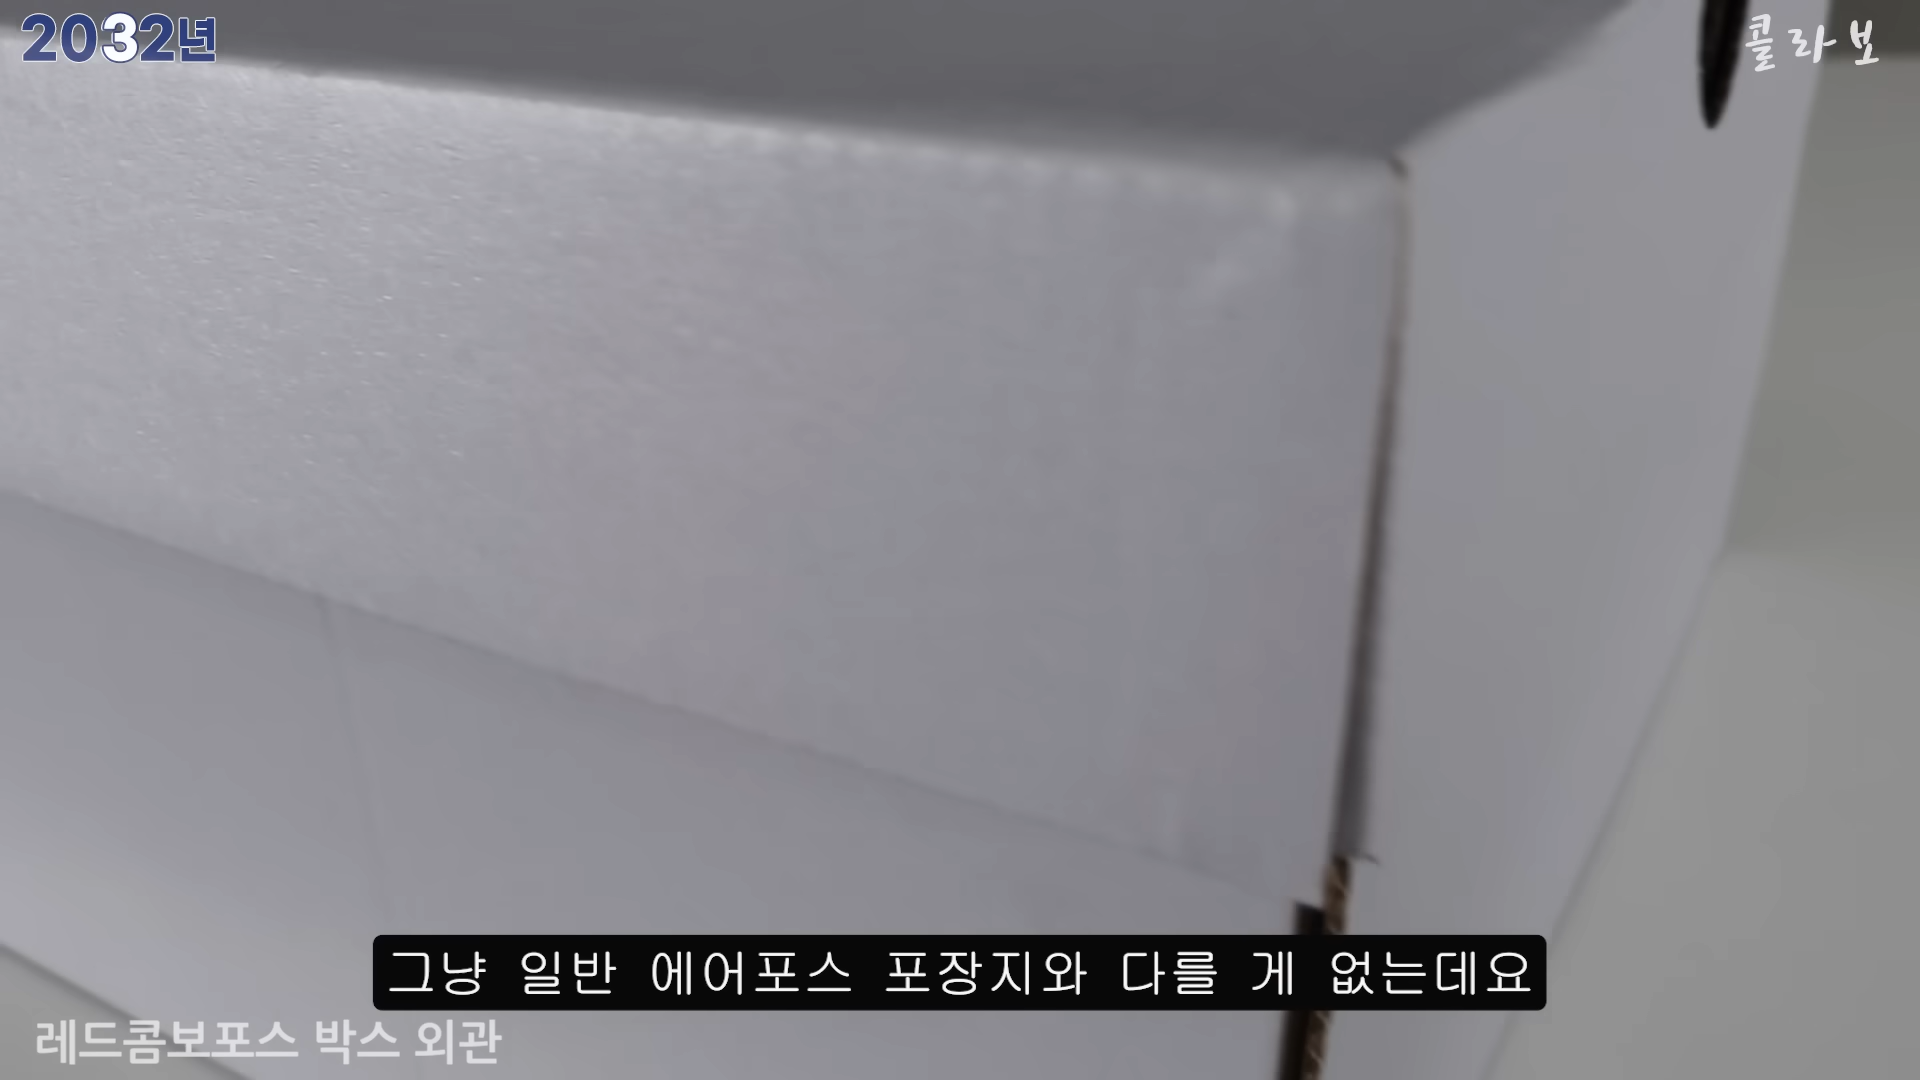 2032년
콜라보
그냥 일반 에어포스 포장지와 다를 게 없는데요
레드콤보포스 박스 외관